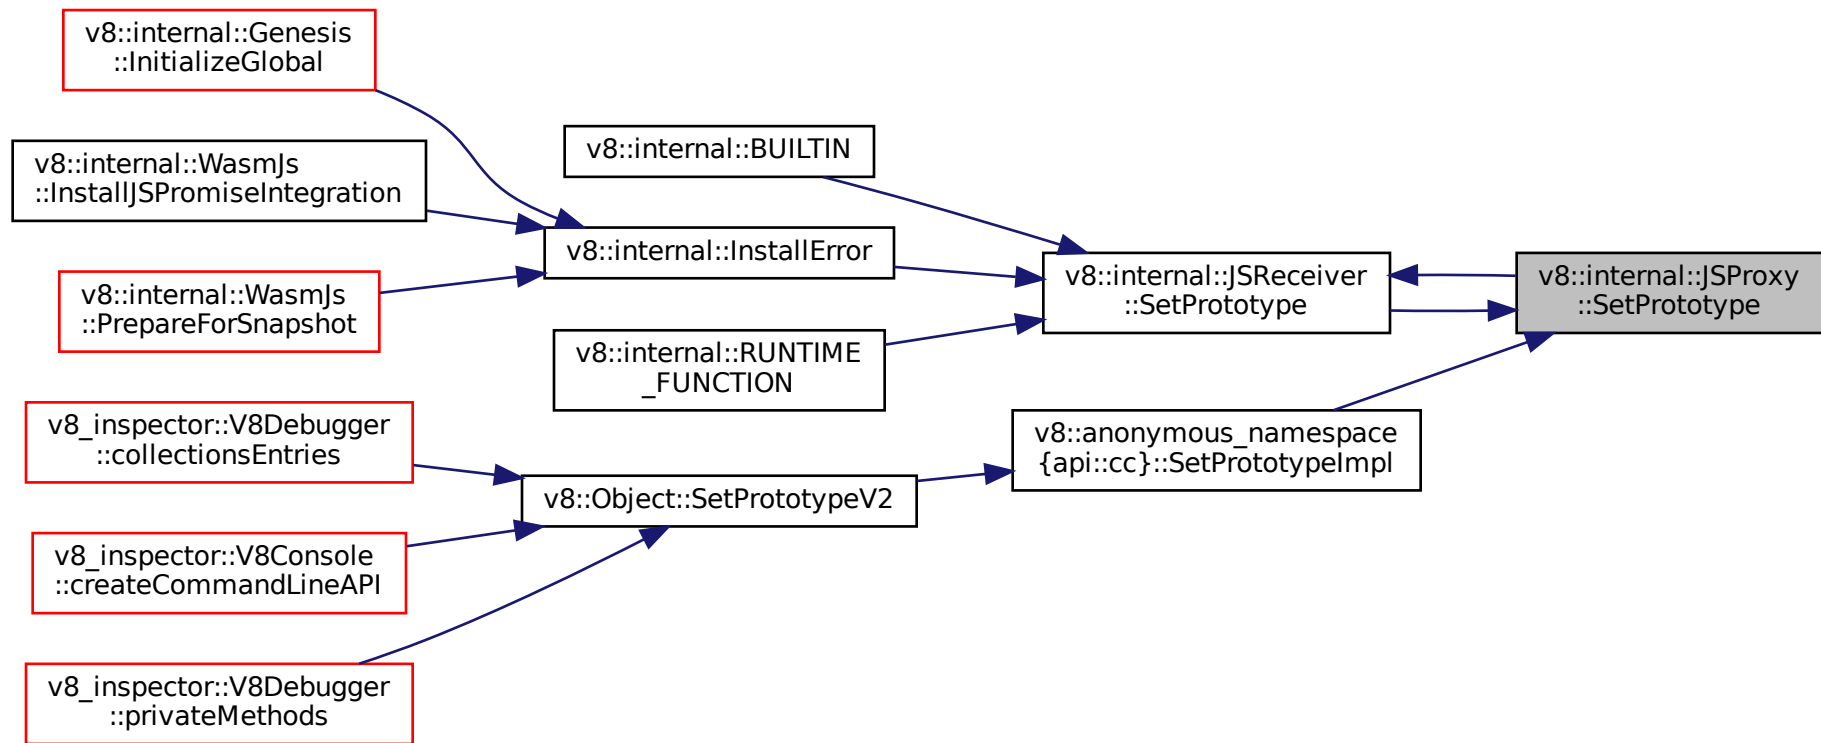 v8::internal::Genesis
::InitializeGlobal
v8::internal::WasmJs
::InstallJSPromiseIntegration
v8::internal::WasmJs
::PrepareForSnapshot
v8_inspector::V8Debugger
::collectionsEntries
v8_inspector::V8Console
::createCommandLineAPI
v8_inspector::V8Debugger
::privateMethods
v8::internal::BUILTIN
v8::internal::InstallError
v8::internal::RUNTIME
_FUNCTION
v8::Object::SetPrototypeV2
v8::internal::JSReceiver
::SetPrototype
v8::anonymous_namespace
{api::cc}::SetPrototypeImpl
v8::internal::JSProxy
::SetPrototype